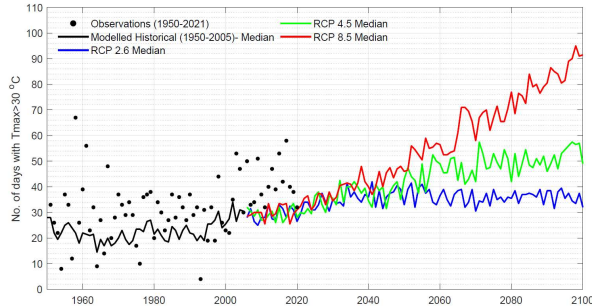 110
100
90
80
70
60
50
40
30
20
10
0
No. of days with Tmax>30 °C
Observations (1950-2021)
Modelled Historical (1950-2005)- Median
RCP 2.6 Median
RCP 4.5 Median
RCP 8.5 Median
1960 1980 2000 2020 2040 2060 2080 2100